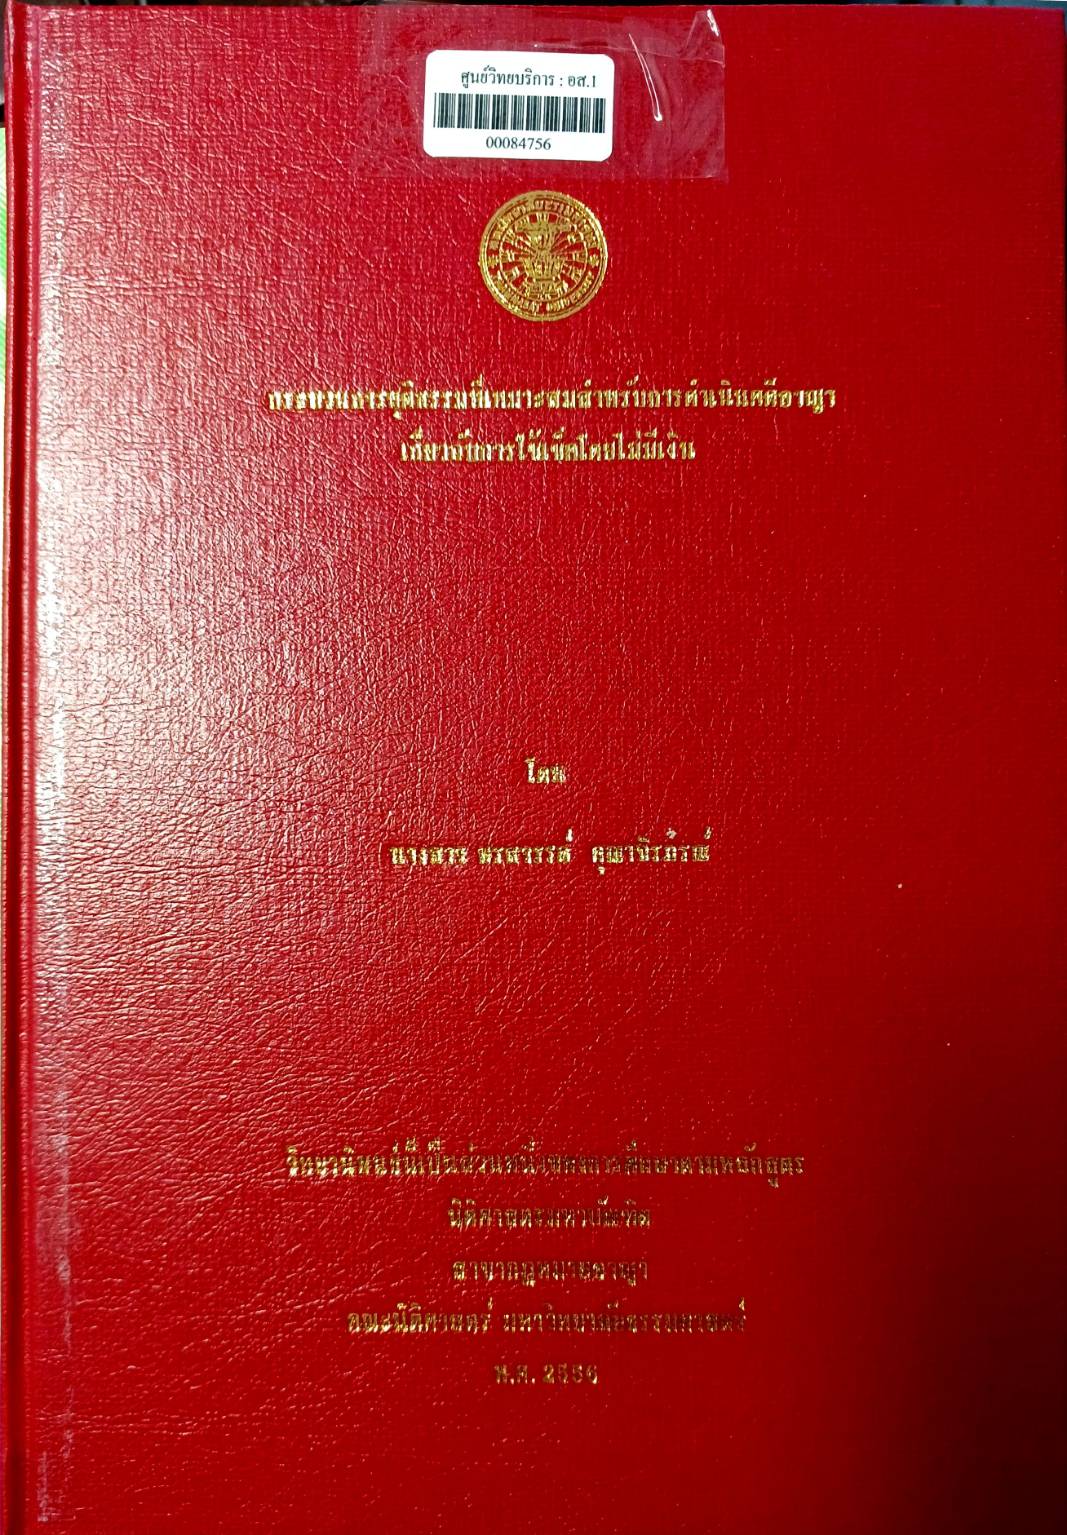 ศูนย์วิทยบริการ : อส.1
00084756
กระบวนการยุติธรรมที่เหมาะสมสำหรับการดำเนินคดีอาญา
เกี่ยวกับการใช้เช็คโดยไม่มีเงิน
โดย
นางสาว พรสวรรค์ คุณาจิรภรณ์
วิทยานิพนธ์นี้เป็นส่วนหนึ่งของการศึกษาตามหลักสูตร
นิติศาสตรมหาบัณฑิต
สาขากฎหมายอาญา
คณะนิติศาสตร์ มหาวิทยาลัยธรรมศาสตร์
พ.ศ. 2556